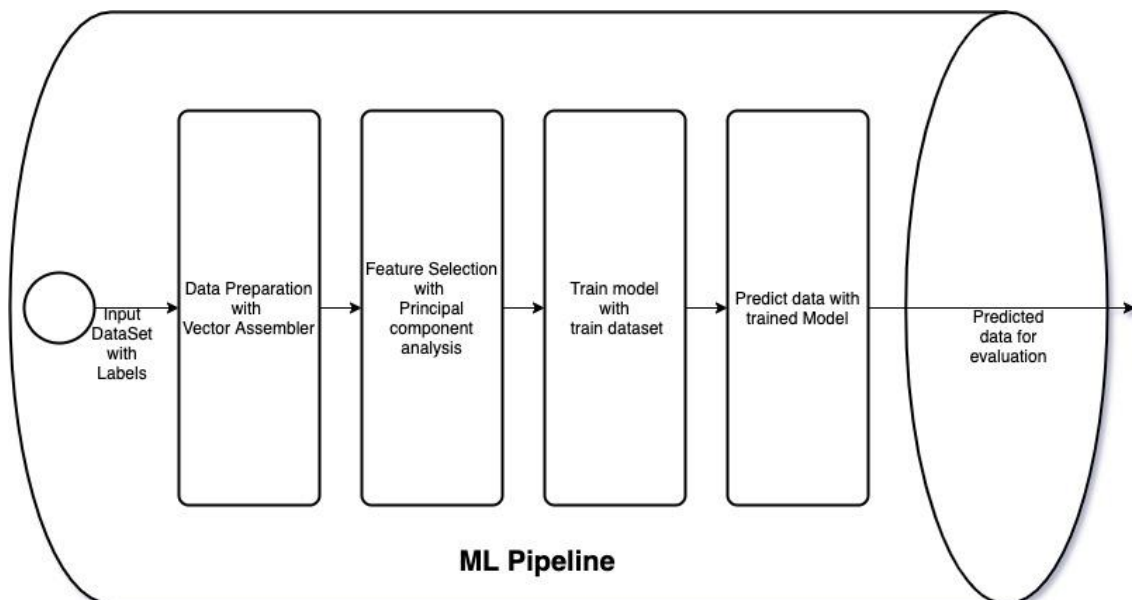 Input
DataSet
with
Labels
Data Preparation
with
Vector Assembler
Feature Selection
with
Principal
component
analysis
Train model
with
train dataset
Predict data with
trained Model
Predicted
data for
evaluation
ML Pipeline